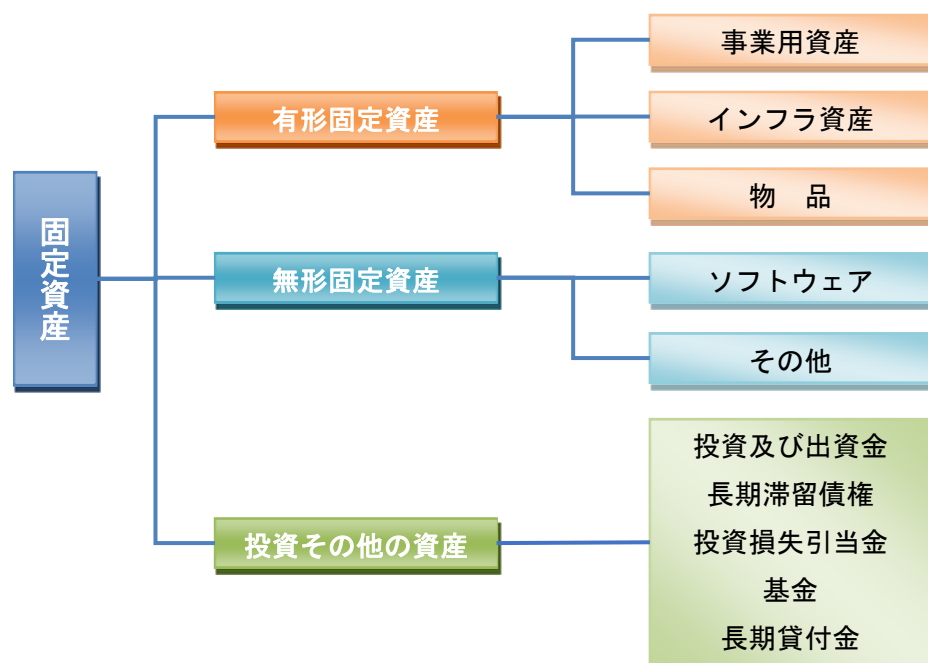 固定資産
有形固定資産
事業用資産
インフラ資産
物　品
無形固定資産
ソフトウェア
その他
投資その他の資産
投資及び出資金
長期滞留債権
投資損失引当金
基金
長期貸付金